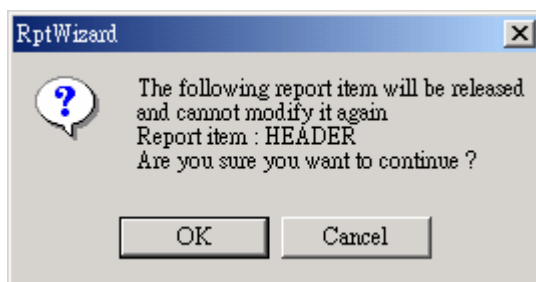 RptWizard
The following report item will be released
and cannot modify it again
Report item : HEADER
Are you sure you want to continue ?
OK
Cancel